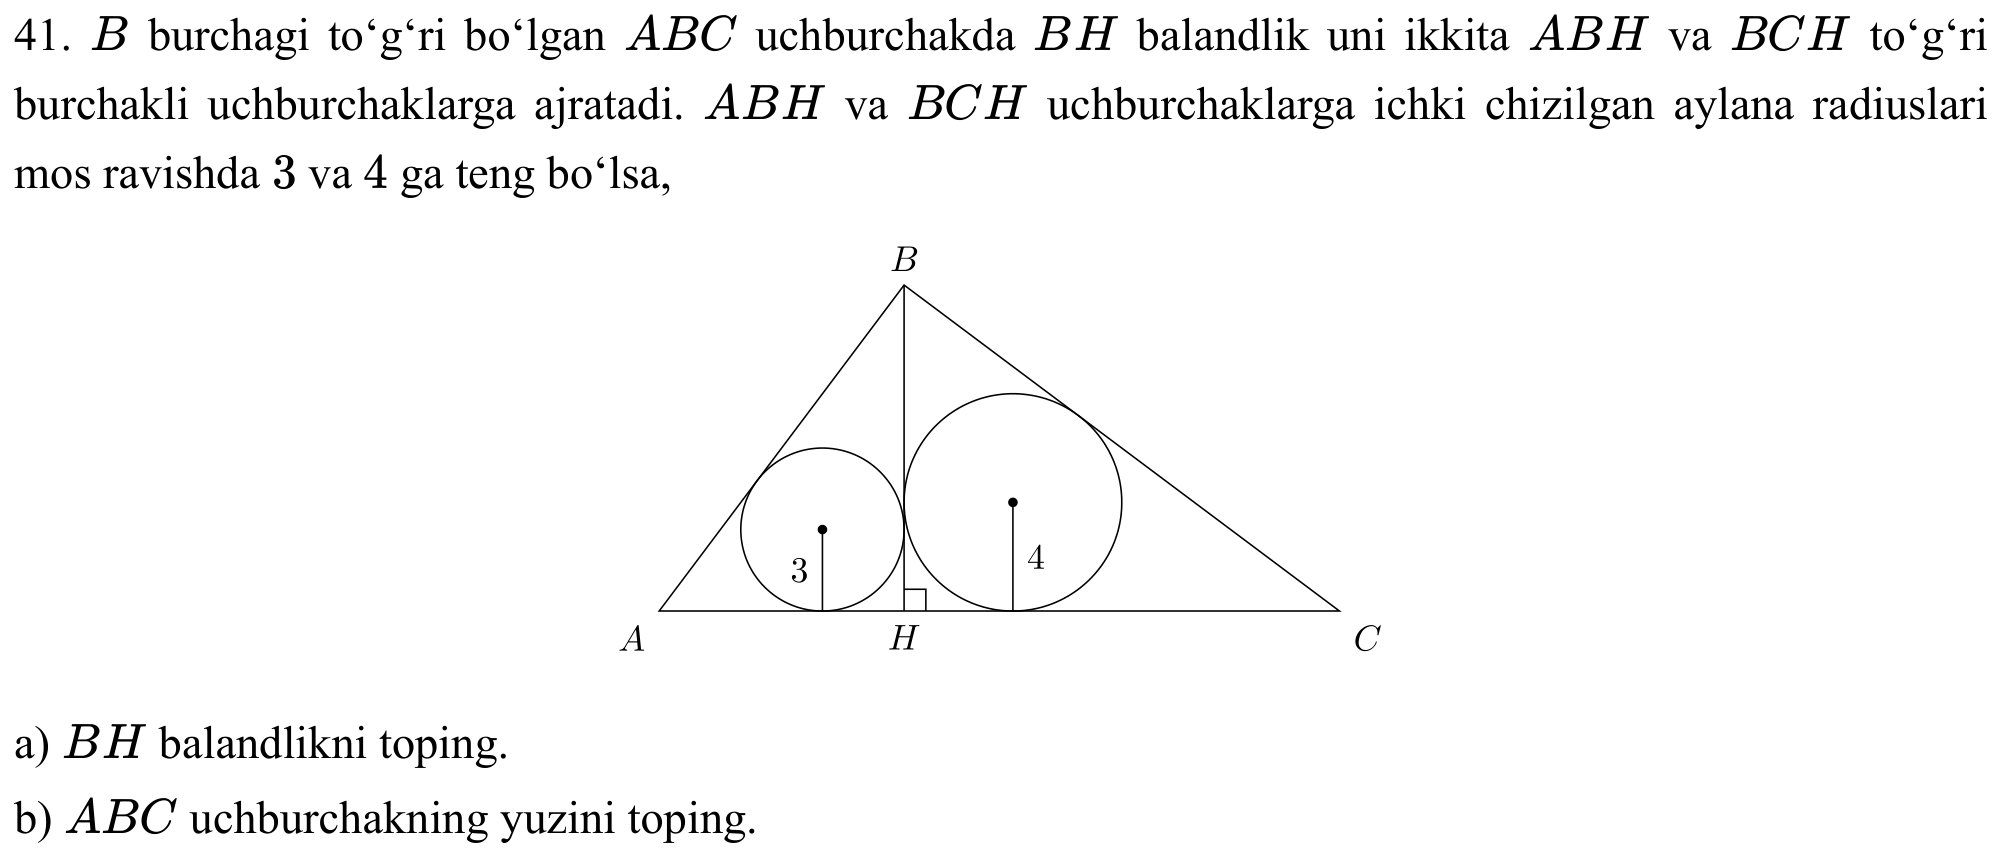 41. B burchagi to‘g‘ri bo‘lgan ABC uchburchakda BH balandlik uni ikkita ABH va BCH to‘g‘ri
burchakli uchburchaklarga ajratadi. ABH va BCH uchburchaklarga ichki chizilgan aylana radiuslari
mos ravishda 3 va 4 ga teng bo‘lsa,
B
3
4
A
H
C
a) BH balandlikni toping.
b) ABC uchburchakning yuzini toping.